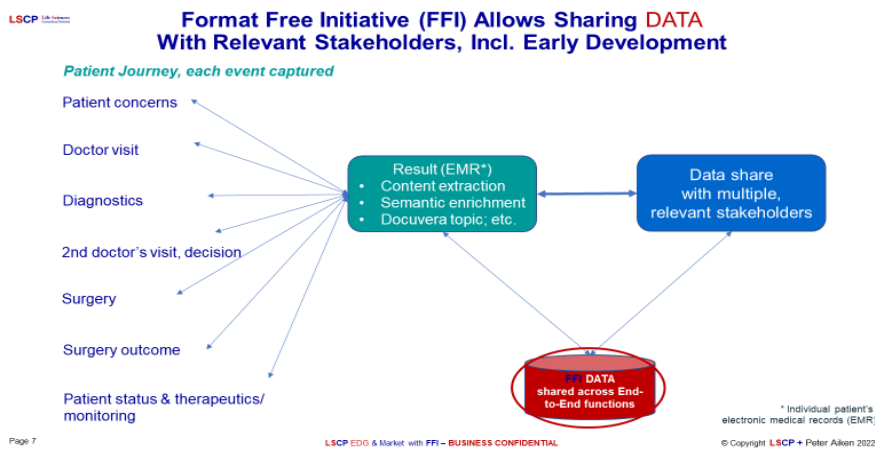 LSCP Life Sciences
Consulting Partners
Format Free Initiative (FFI) Allows Sharing DATA
With Relevant Stakeholders, Incl. Early Development
Patient Journey, each event captured
Patient concerns
Doctor visit
Diagnostics
2nd doctor's visit, decision
Surgery
Surgery outcome
Patient status & therapeutics/
monitoring
Result (EMR*)
• Content extraction
• Semantic enrichment
• Docuvera topic; etc.
Data share
with multiple,
relevant stakeholders
FFI DATA
shared across End-
to-End functions
* Individual patient's
electronic medical records (EMR)
Page 7
LSCP EDG & Market with FFI – BUSINESS CONFIDENTIAL
© Copyright LSCP + Peter Aiken 2022